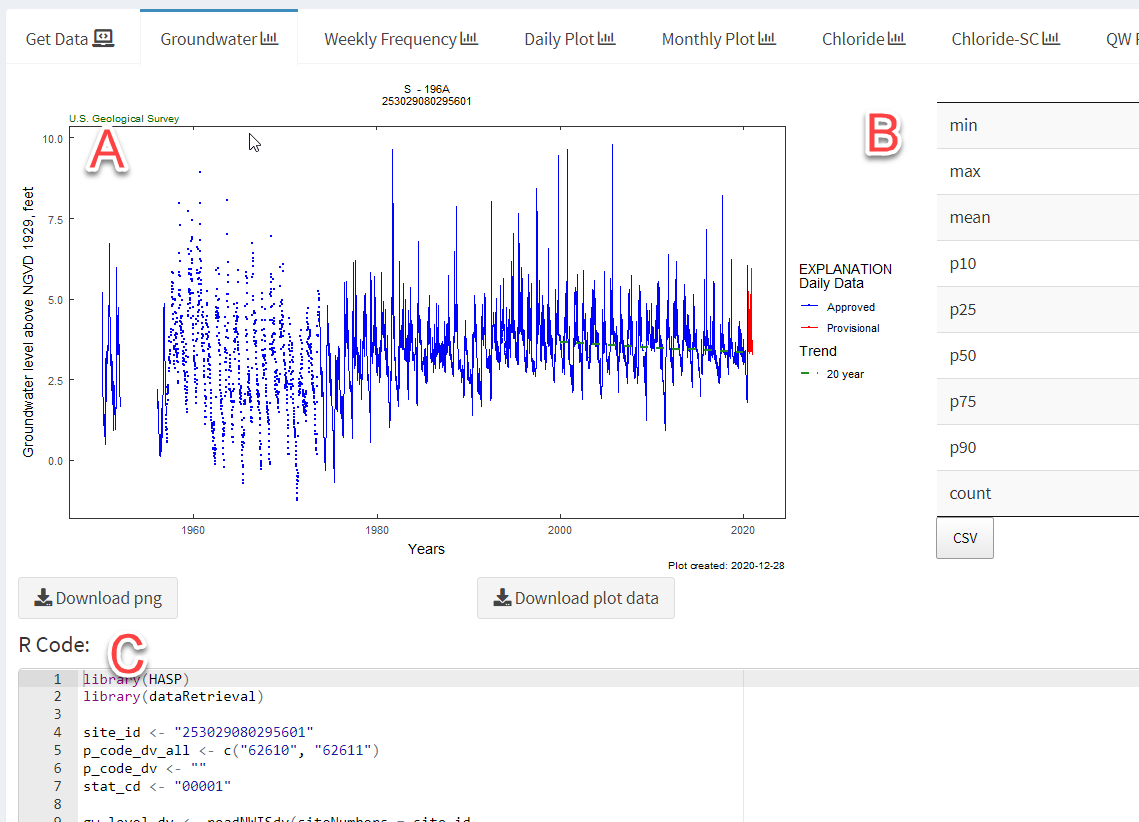 Get Data
Groundwater
Weekly Frequency
Daily Plot
Monthly Plot
Chloride
Chloride-SC
QW
S - 196A
253029080295601
U.S. Geological Survey
A
10.0
7.5
5.0
2.5
0.0
Groundwater level above NGVD 1929, feet
1960
1980
2000
2020
Years
Plot created: 2020-12-28
EXPLANATION
Daily Data
Approved
Provisional
Trend
20 year
B
min
max
mean
p10
p25
p50
p75
p90
count
CSV
Download png
Download plot data
R Code:
C
1 library(HASP)
2 library(dataRetrieval)
3
4 site_id <- "253029080295601"
5 p_code_dv_all <- c("62610", "62611")
6 p_code_dv <- ""
7 stat_cd <- "00001"
8
9 gw_level_dv <- readNWISdv(siteNumbers = site_id,